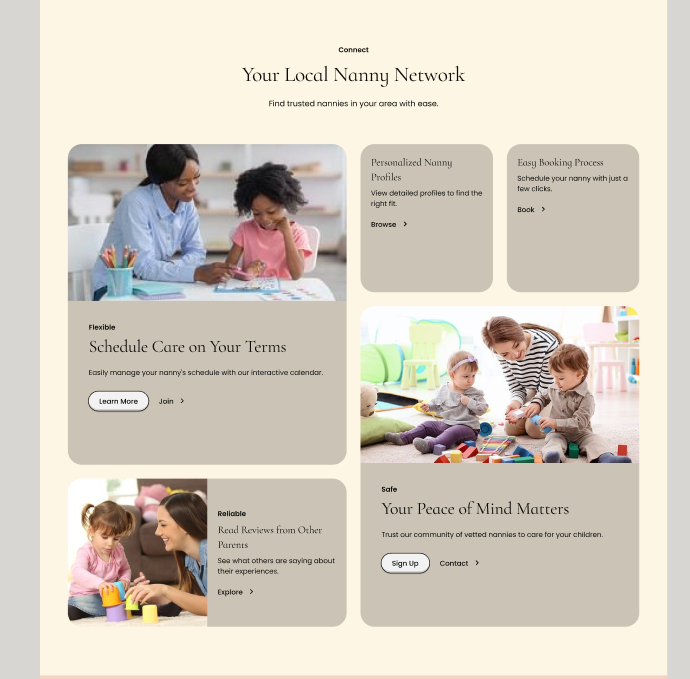 Connect
Your Local Nanny Network
Find trusted nannies in your area with ease.
Flexible
Schedule Care on Your Terms
Easily manage your nanny's schedule with our interactive calendar.
Learn More
Join >
Personalized Nanny
Profiles
View detailed profiles to find the
right fit.
Browse >
Easy Booking Process
Schedule your nanny with just a
few clicks.
Book >
Reliable
Read Reviews from Other
Parents
See what others are saying about
their experiences.
Explore >
Safe
Your Peace of Mind Matters
Trust our community of vetted nannies to care for your children.
Sign Up
Contact >